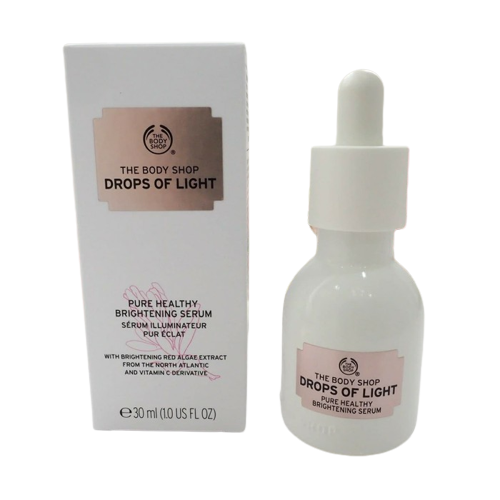 THE
BODY
SHOP
®
THE BODY SHOP
DROPS OF LIGHT
PURE HEALTHY
BRIGHTENING SERUM
SÉRUM ILLUMINATEUR
PUR ÉCLAT
WITH BRIGHTENING RED ALGAE EXTRACT
FROM THE NORTH ATLANTIC
AND VITAMIN C DERIVATIVE
℮30 ml (1.0 US FL OZ)
THE
BODY
SHOP
THE BODY SHOP
DROPS OF LIGHT
PURE HEALTHY
BRIGHTENING SERUM